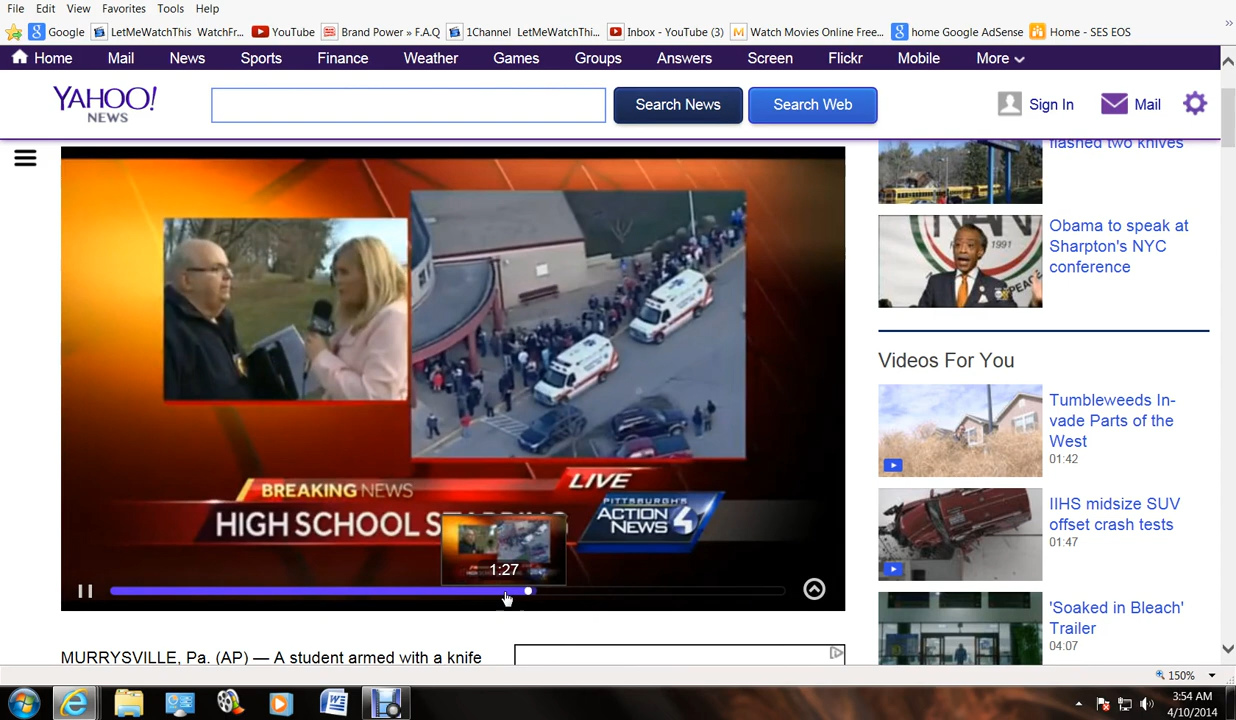 File Edit View Favorites Tools Help
Google LetMeWatchThis WatchFr... YouTube Brand Power » F.A.Q 1Channel LetMeWatchThi... Inbox - YouTube (3) Watch Movies Online Free... home Google AdSense Home - SES EOS »
Home Mail News Sports Finance Weather Games Groups Answers Screen Flickr Mobile More
YAHOO!
NEWS
Search News Search Web Sign In Mail
flashed two knives
1991
Obama to speak at
Sharpton's NYC
conference
Videos For You
Tumbleweeds In-
vade Parts of the
West
01:42
IIHS midsize SUV
offset crash tests
01:47
'Soaked in Bleach'
Trailer
04:07
LIVE
BREAKING NEWS
PITTSBURGH'S
ACTION
NEWS 4
HIGH SCHOOL
1:27
MURRYSVILLE, Pa. (AP) — A student armed with a knife
150%
3:54 AM
4/10/2014